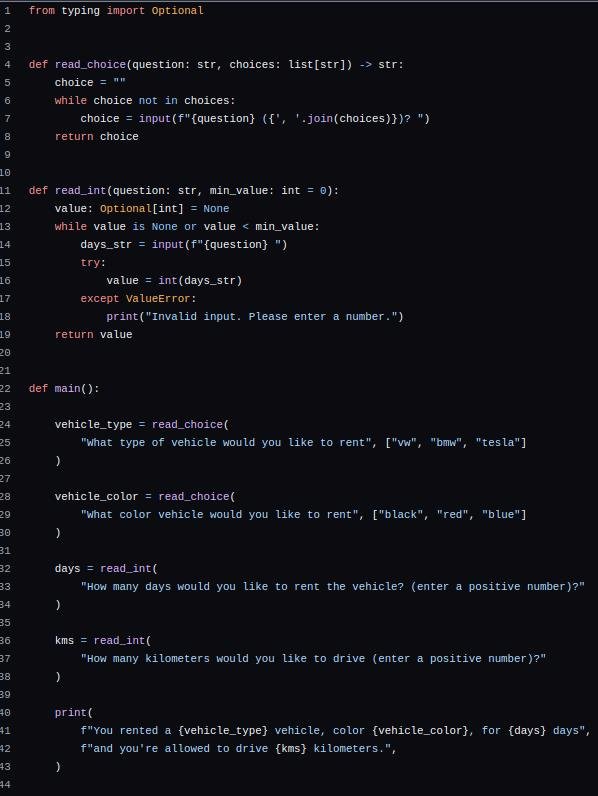 1 from typing import Optional
2
3
4 def read_choice(question: str, choices: list[str]) -> str:
5     choice = ""
6     while choice not in choices:
7         choice = input(f"{question} ({', '.join(choices)})? ")
8     return choice
9
10
11 def read_int(question: str, min_value: int = 0):
12     value: Optional[int] = None
13     while value is None or value < min_value:
14         days_str = input(f"{question} ")
15         try:
16             value = int(days_str)
17         except ValueError:
18             print("Invalid input. Please enter a number.")
19     return value
20
21
22 def main():
23
24     vehicle_type = read_choice(
25         "What type of vehicle would you like to rent", ["vw", "bmw", "tesla"]
26     )
27
28     vehicle_color = read_choice(
29         "What color vehicle would you like to rent", ["black", "red", "blue"]
30     )
31
32     days = read_int(
33         "How many days would you like to rent the vehicle? (enter a positive number)?"
34     )
35
36     kms = read_int(
37         "How many kilometers would you like to drive (enter a positive number)?"
38     )
39
40     print(
41         f"You rented a {vehicle_type} vehicle, color {vehicle_color}, for {days} days",
42         f"and you're allowed to drive {kms} kilometers.",
43     )
44